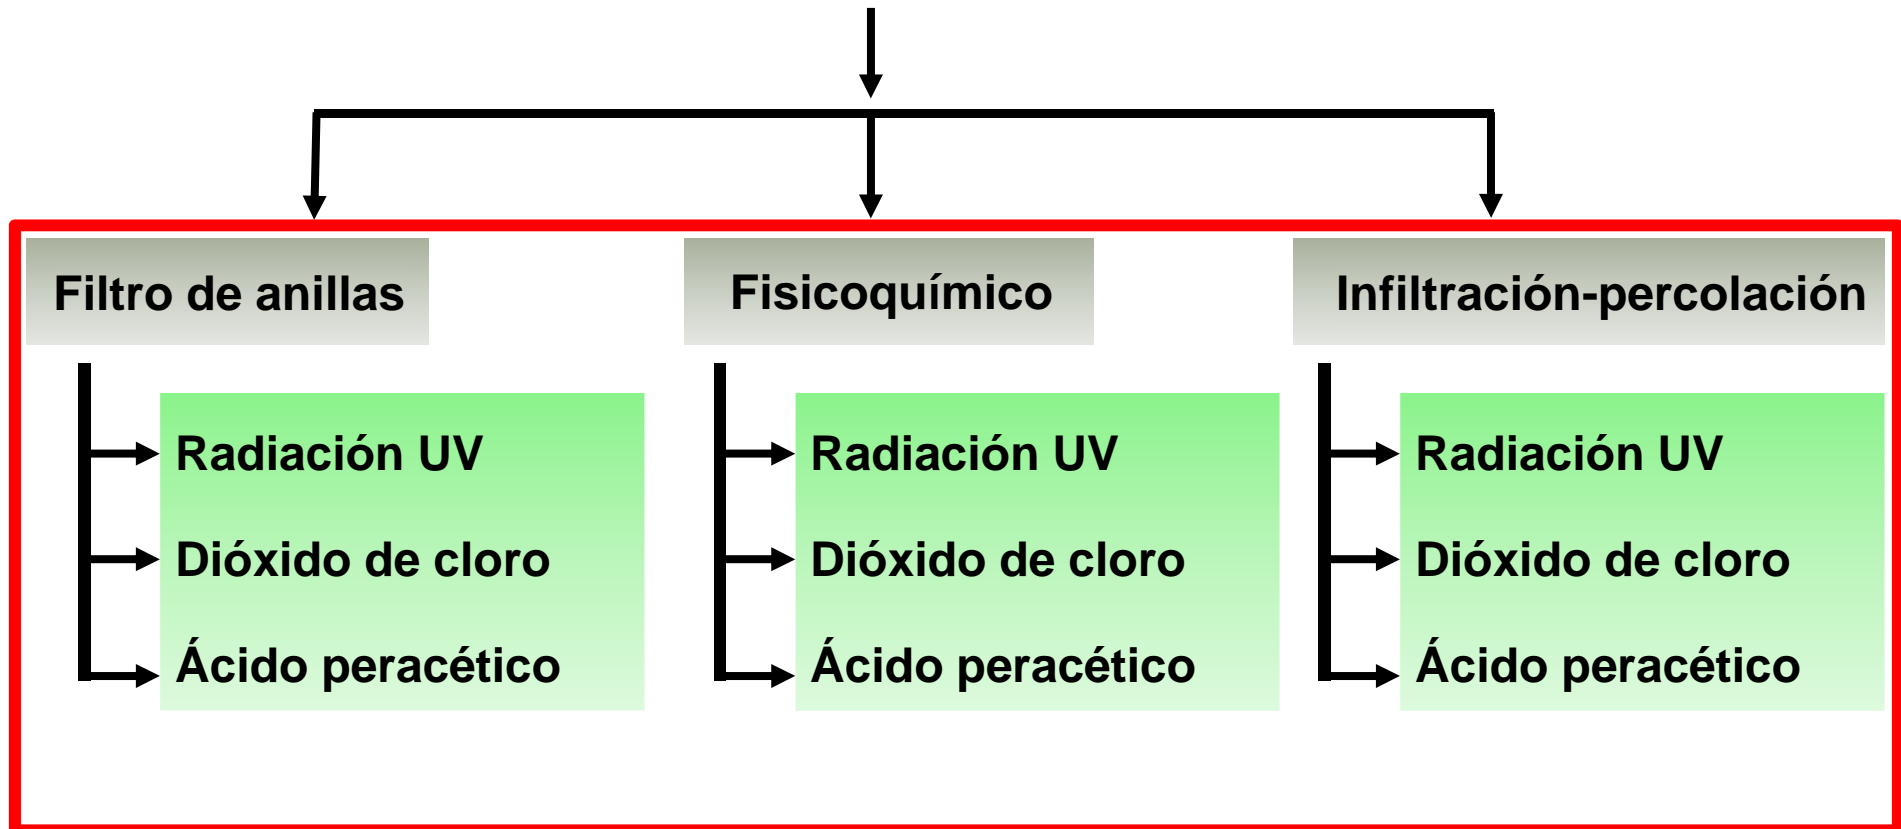 Filtro de anillas
Radiación UV
Dióxido de cloro
Ácido peracético
Fisicoquímico
Radiación UV
Dióxido de cloro
Ácido peracético
Infiltración-percolación
Radiación UV
Dióxido de cloro
Ácido peracético